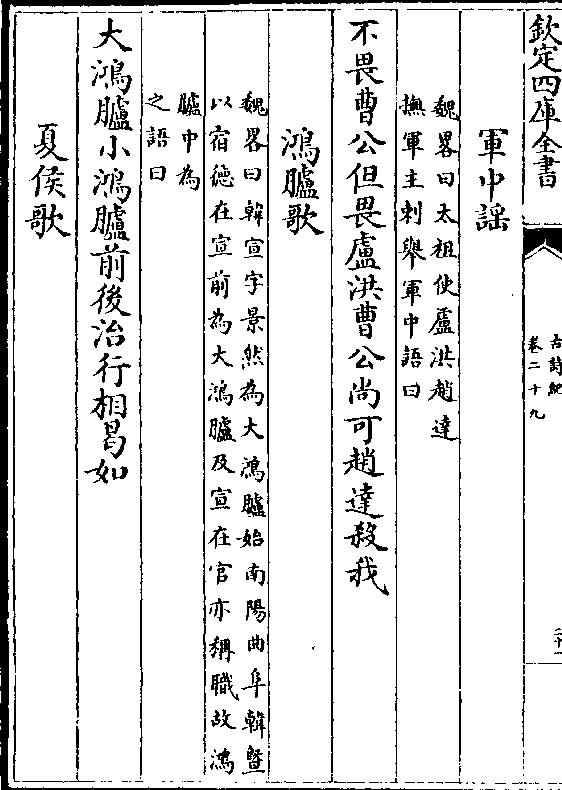 欽定四庫全書
古詩紀
卷二十九
軍中謡
魏畧曰太祖使盧洪趙達
撫軍主刺舉軍中語曰
不畏曹公但畏盧洪曹公尚可趙達殺我
鴻臚歌
魏畧曰韓宣字景然為大鴻臚始南陽曲阜韓暨
以宿德在宣前為大鴻臚及宣在官亦稱職故鴻
臚中為
之語曰
大鴻臚小鴻臚前後治行相曷如
夏侯歌